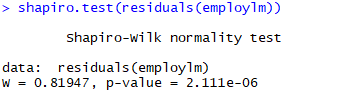 > shapiro.test(residuals(employlm))
Shapiro-Wilk normality test
data:  residuals(employlm)
W = 0.81947, p-value = 2.111e-06